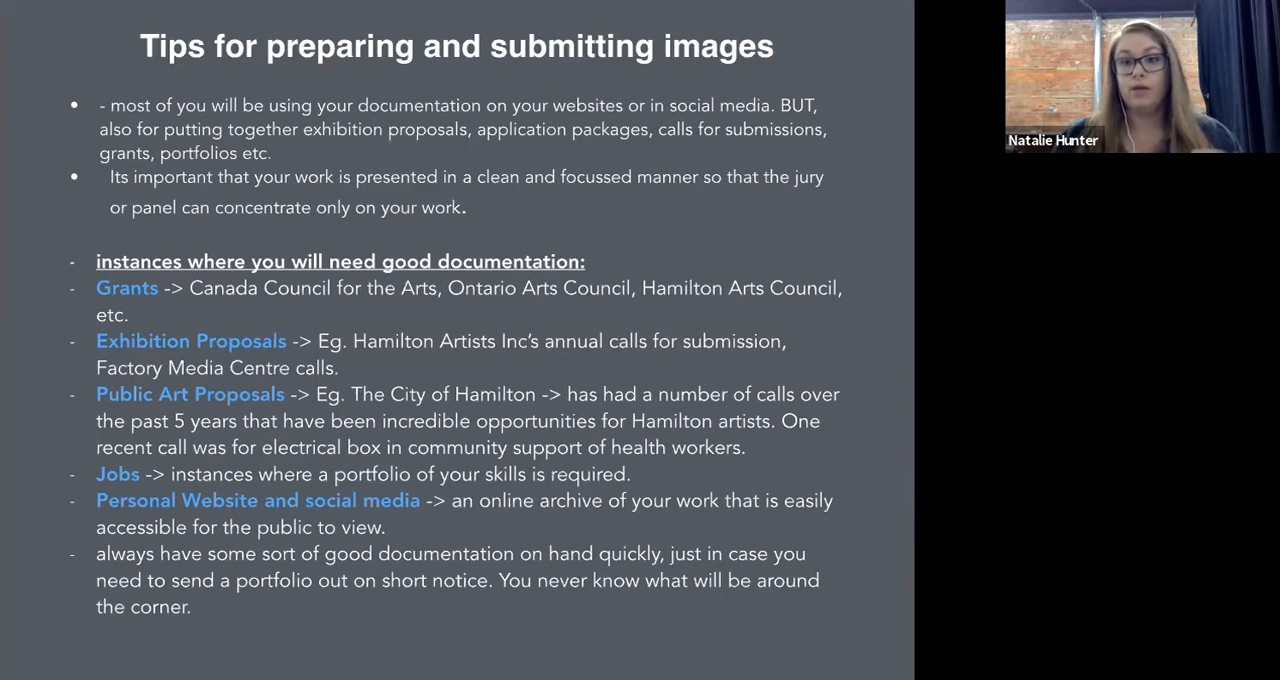 Tips for preparing and submitting images
• - most of you will be using your documentation on your websites or in social media. BUT,
also for putting together exhibition proposals, application packages, calls for submissions,
grants, portfolios etc.
• Its important that your work is presented in a clean and focussed manner so that the jury
or panel can concentrate only on your work.
- instances where you will need good documentation:
- Grants -> Canada Council for the Arts, Ontario Arts Council, Hamilton Arts Council,
etc.
- Exhibition Proposals -> Eg. Hamilton Artists Inc's annual calls for submission,
Factory Media Centre calls.
- Public Art Proposals -> Eg. The City of Hamilton -> has had a number of calls over
the past 5 years that have been incredible opportunities for Hamilton artists. One
recent call was for electrical box in community support of health workers.
- Jobs -> instances where a portfolio of your skills is required.
- Personal Website and social media -> an online archive of your work that is easily
accessible for the public to view.
- always have some sort of good documentation on hand quickly, just in case you
need to send a portfolio out on short notice. You never know what will be around
the corner.
Natalie Hunter